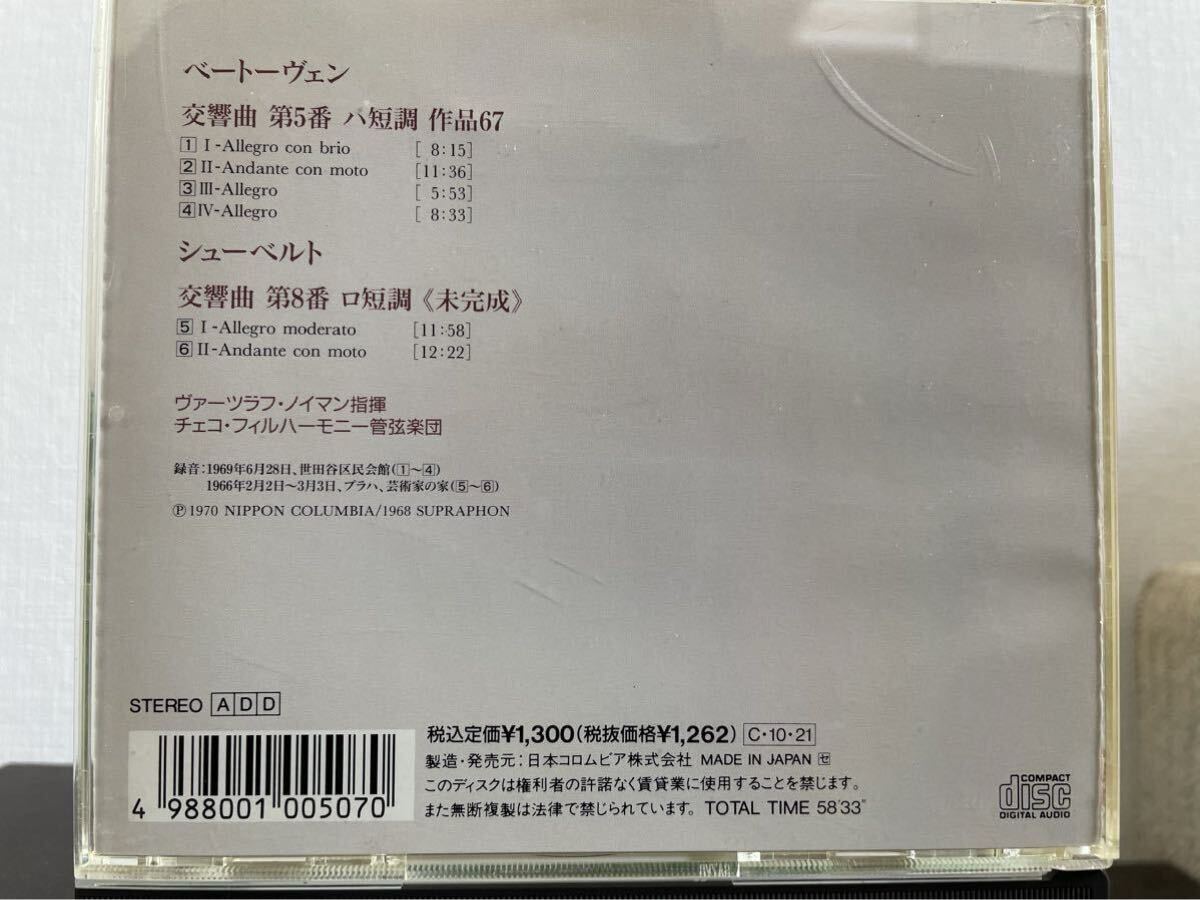 ベートーヴェン
交響曲 第5番 ハ短調 作品67
1 I-Allegro con brio [ 8:15]
2 II-Andante con moto [11:36]
3 III-Allegro [ 5:53]
4 IV-Allegro [ 8:33]
シューベルト
交響曲 第8番 ロ短調《未完成》
5 I-Allegro moderato [11:58]
6 II-Andante con moto [12:22]
ヴァーツラフ・ノイマン指揮
チェコ・フィルハーモニー管弦楽団
録音:1969年6月28日、世田谷区民会館(1~4)
1966年2月2日~3月3日、プラハ、芸術家の家(5~6)
℗ 1970 NIPPON COLUMBIA/1968 SUPRAPHON
STEREO ADD
税込定価¥1,300(税抜価格¥1,262) C・10・21
製造・発売元:日本コロムビア株式会社 MADE IN JAPAN ゼ
このディスクは権利者の許諾なく賃貸業に使用することを禁じます。
また無断複製は法律で禁じられています。 TOTAL TIME 58'33"
4 988001 005070
COMPACT
disc
DIGITAL AUDIO